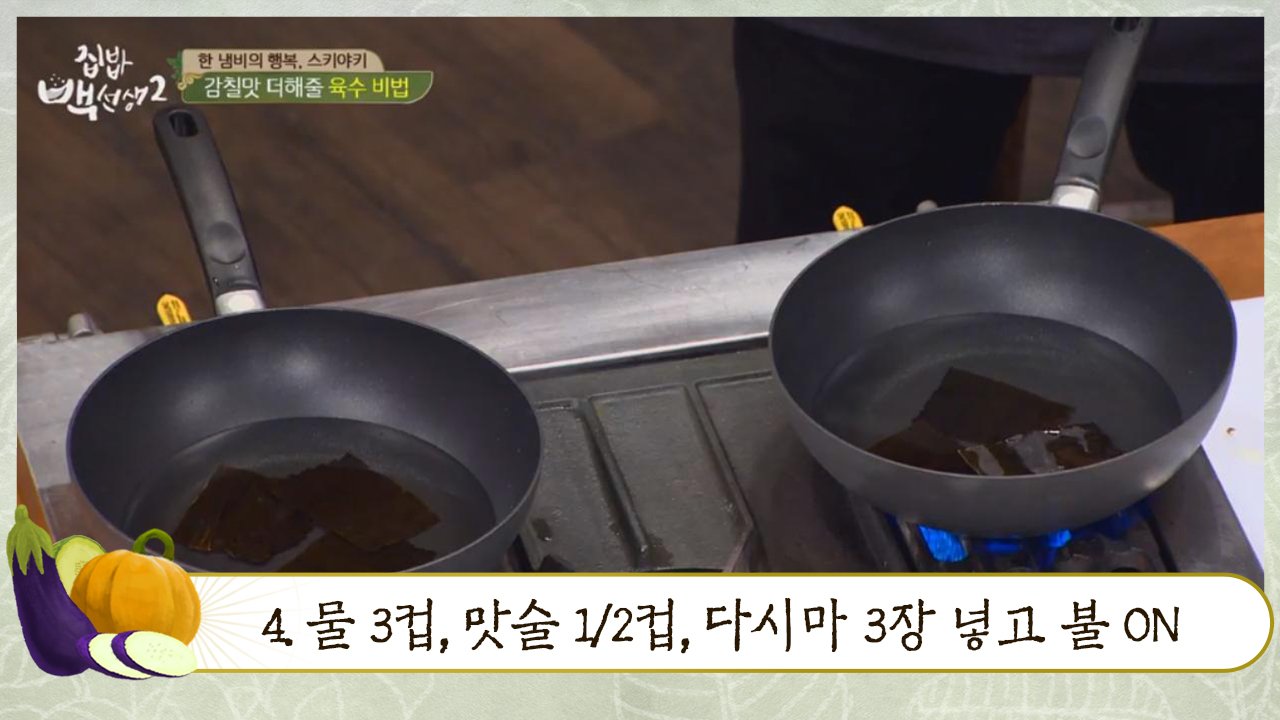 집밥
백선생2
한 냄비의 행복, 스키야키
감칠맛 더해줄 육수 비법
4. 물 3컵, 맛술 1/2컵, 다시마 3장 넣고 불 ON